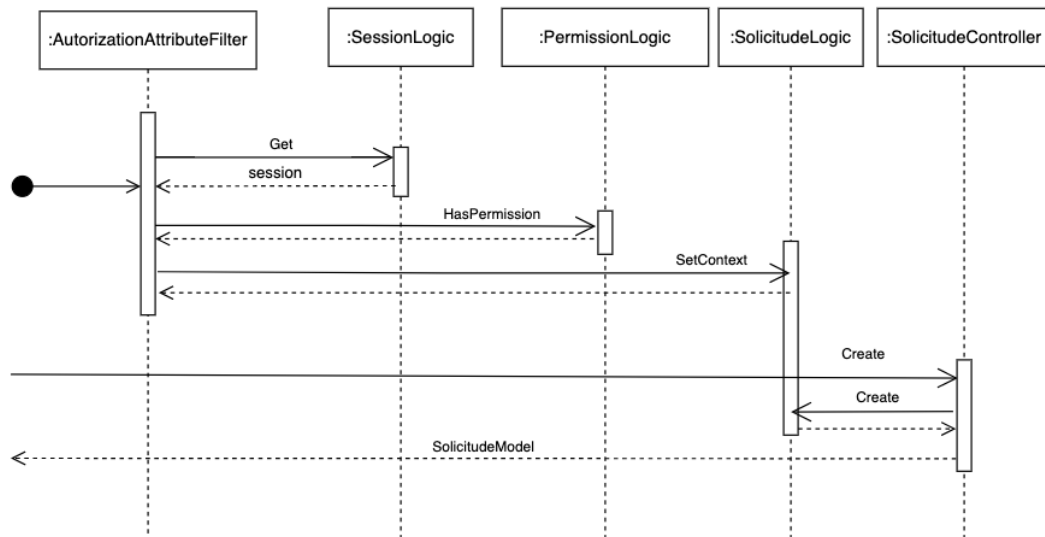 :AutorizationAttributeFilter
:SessionLogic
:PermissionLogic
:SolicitudeLogic
:SolicitudeController
Get
session
HasPermission
SetContext
Create
Create
SolicitudeModel